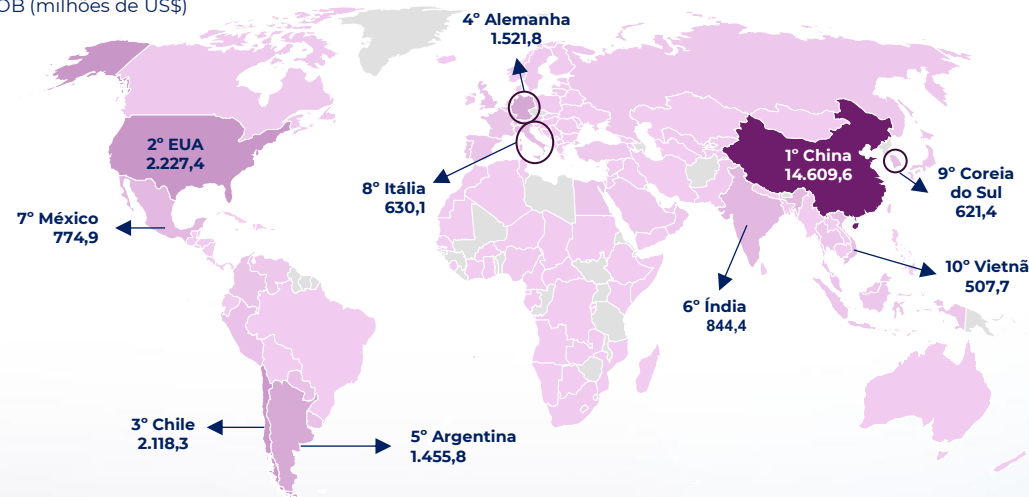 OB (milhões de US$)
4º Alemanha
1.521,8
2º EUA
2.227,4
1º China
14.609,6
8º Itália
630,1
9º Coreia
do Sul
621,4
7º México
774,9
10º Vietnã
507,7
6º Índia
844,4
3º Chile
2.118,3
5º Argentina
1.455,8